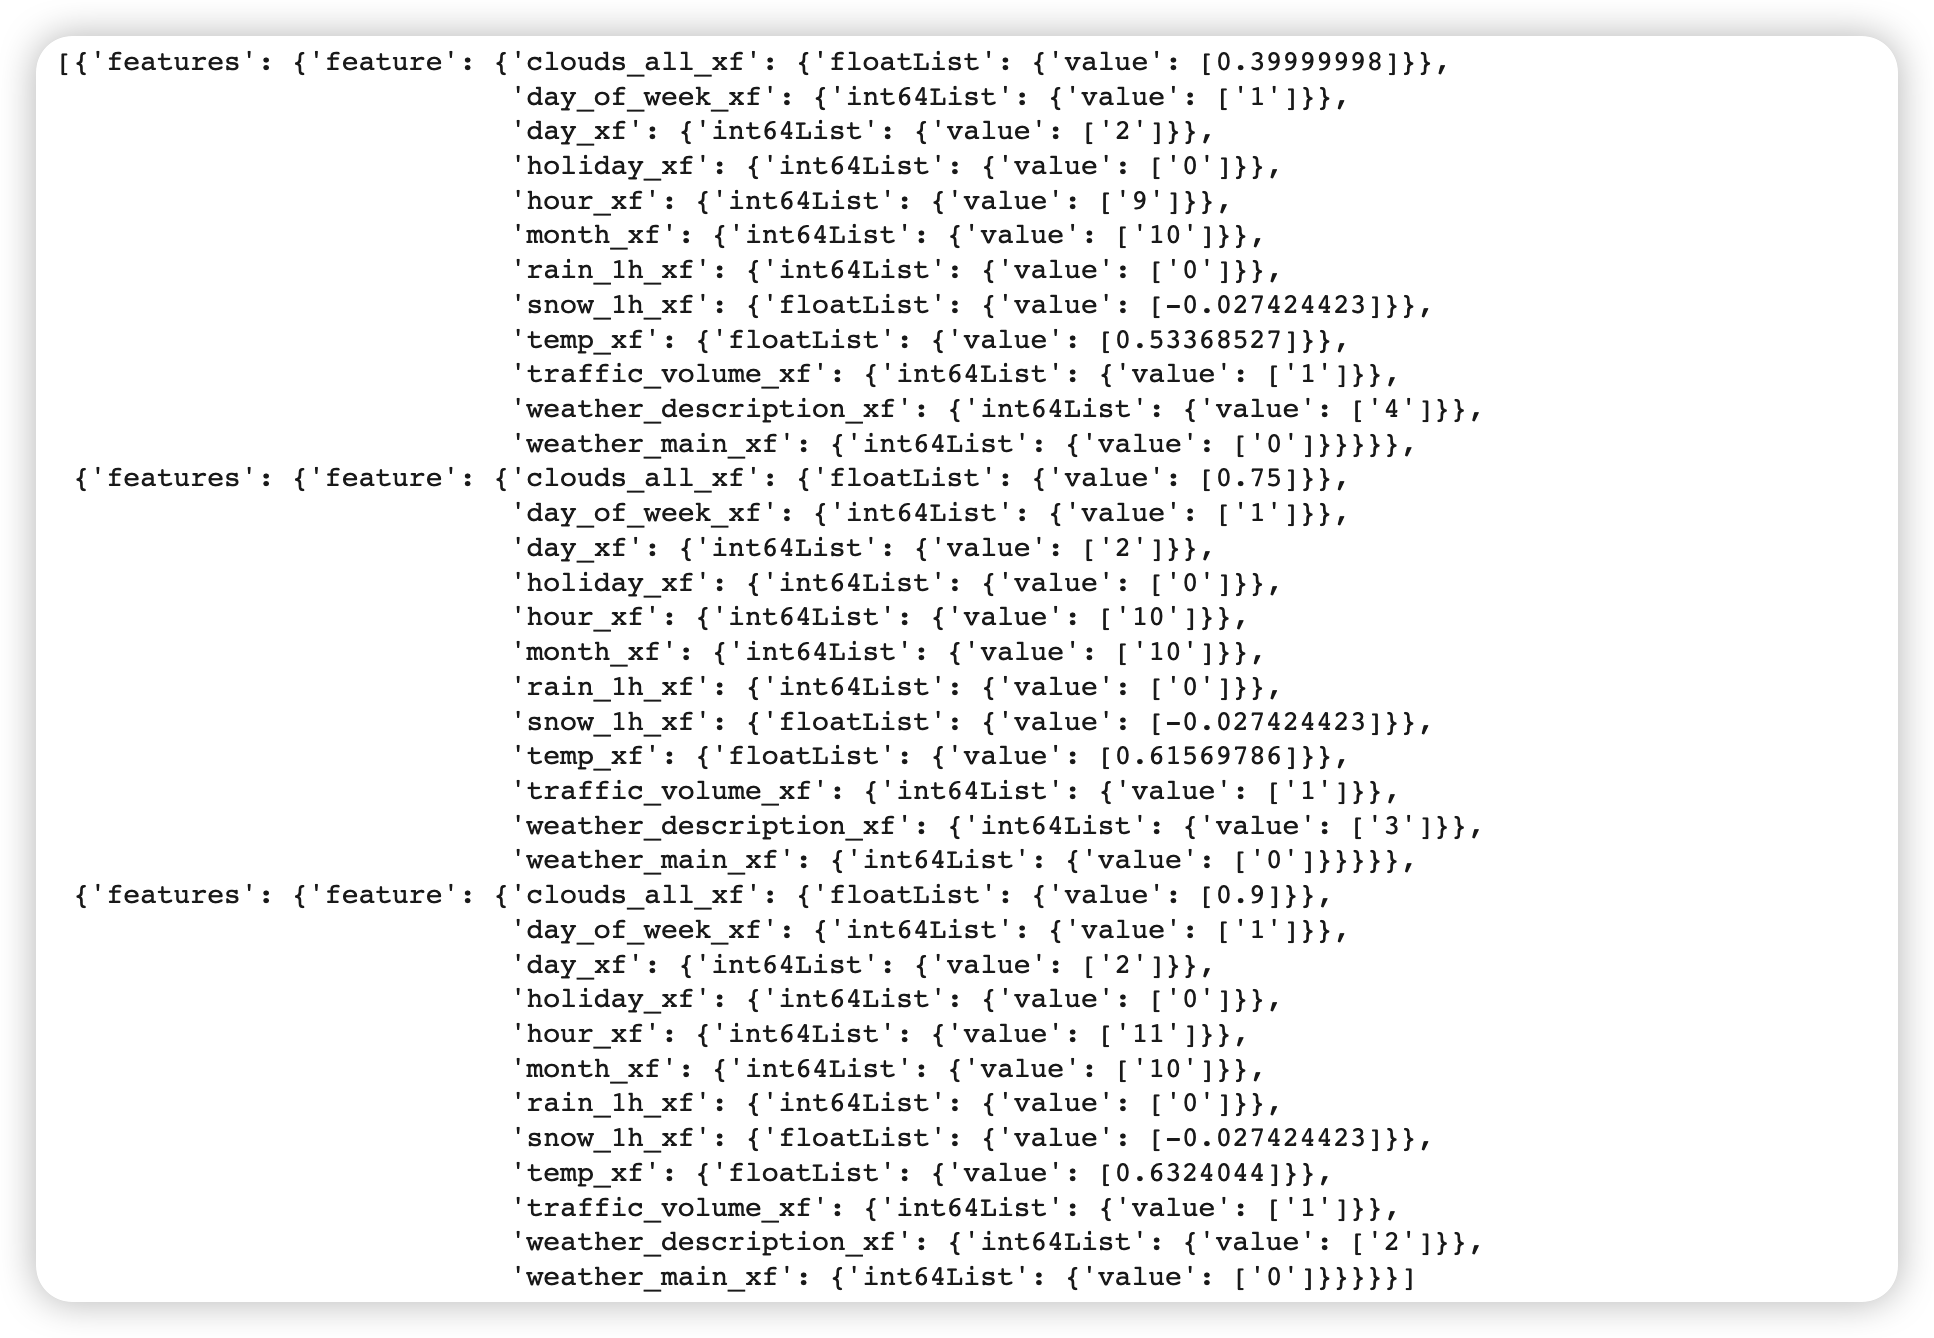 [{'features': {'feature': {'clouds_all_xf': {'floatList': {'value': [0.39999998]}},
'day_of_week_xf': {'int64List': {'value': ['1']}},
'day_xf': {'int64List': {'value': ['2']}},
'holiday_xf': {'int64List': {'value': ['0']}},
'hour_xf': {'int64List': {'value': ['9']}},
'month_xf': {'int64List': {'value': ['10']}},
'rain_1h_xf': {'int64List': {'value': ['0']}},
'snow_1h_xf': {'floatList': {'value': [-0.027424423]}},
'temp_xf': {'floatList': {'value': [0.53368527]}},
'traffic_volume_xf': {'int64List': {'value': ['1']}},
'weather_description_xf': {'int64List': {'value': ['4']}},
'weather_main_xf': {'int64List': {'value': ['0']}}}}},
{'features': {'feature': {'clouds_all_xf': {'floatList': {'value': [0.75]}},
'day_of_week_xf': {'int64List': {'value': ['1']}},
'day_xf': {'int64List': {'value': ['2']}},
'holiday_xf': {'int64List': {'value': ['0']}},
'hour_xf': {'int64List': {'value': ['10']}},
'month_xf': {'int64List': {'value': ['10']}},
'rain_1h_xf': {'int64List': {'value': ['0']}},
'snow_1h_xf': {'floatList': {'value': [-0.027424423]}},
'temp_xf': {'floatList': {'value': [0.61569786]}},
'traffic_volume_xf': {'int64List': {'value': ['1']}},
'weather_description_xf': {'int64List': {'value': ['3']}},
'weather_main_xf': {'int64List': {'value': ['0']}}}}},
{'features': {'feature': {'clouds_all_xf': {'floatList': {'value': [0.9]}},
'day_of_week_xf': {'int64List': {'value': ['1']}},
'day_xf': {'int64List': {'value': ['2']}},
'holiday_xf': {'int64List': {'value': ['0']}},
'hour_xf': {'int64List': {'value': ['11']}},
'month_xf': {'int64List': {'value': ['10']}},
'rain_1h_xf': {'int64List': {'value': ['0']}},
'snow_1h_xf': {'floatList': {'value': [-0.027424423]}},
'temp_xf': {'floatList': {'value': [0.6324044]}},
'traffic_volume_xf': {'int64List': {'value': ['1']}},
'weather_description_xf': {'int64List': {'value': ['2']}},
'weather_main_xf': {'int64List': {'value': ['0']}}}}}]